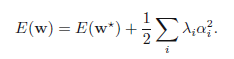 E(w) = E(w⋆) + 1/2 ∑_i λ_i α_i^2.